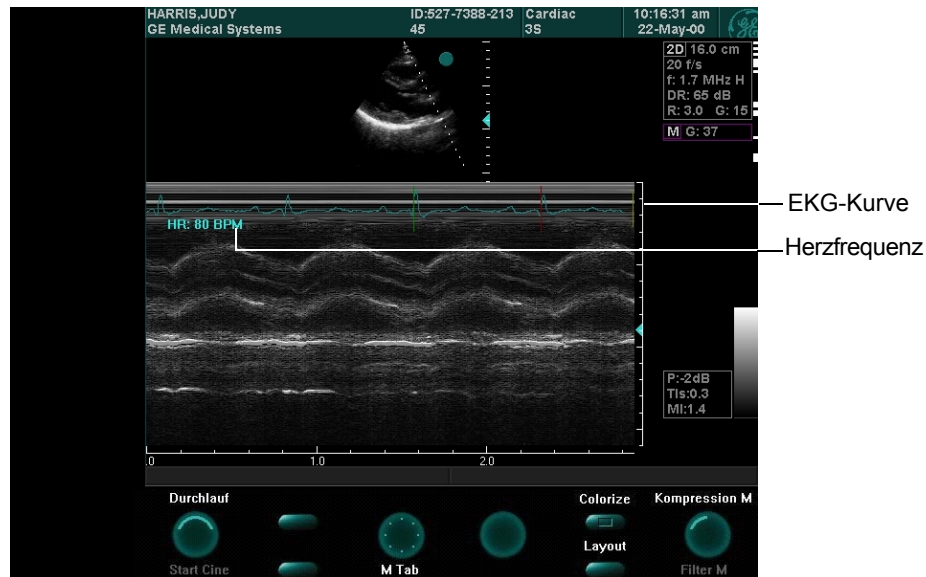 HARRIS,JUDY ID:527-7388-213 Cardiac 10:16:31 am
GE Medical Systems 45 3S 22-May-00
2D 16.0 cm
20 f/s
f: 1.7 MHz H
DR: 65 dB
R: 3.0 G: 15
M G: 37
EKG-Kurve
HR: 80 BPM
Herzfrequenz
P:-2dB
TIs:0.3
MI:1.4
.0 1.0 2.0
Durchlauf Colorize Kompression M
Layout
Start Cine M Tab Filter M